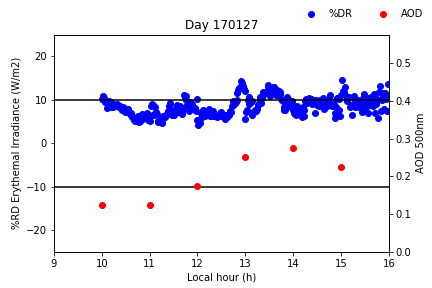 %DR AOD
Day 170127
20
10
0
−10
−20
%RD Erythemal Irradiance (W/m2)
0.5
0.4
0.3
0.2
0.1
0.0
AOD 500nm
9 10 11 12 13 14 15 16
Local hour (h)